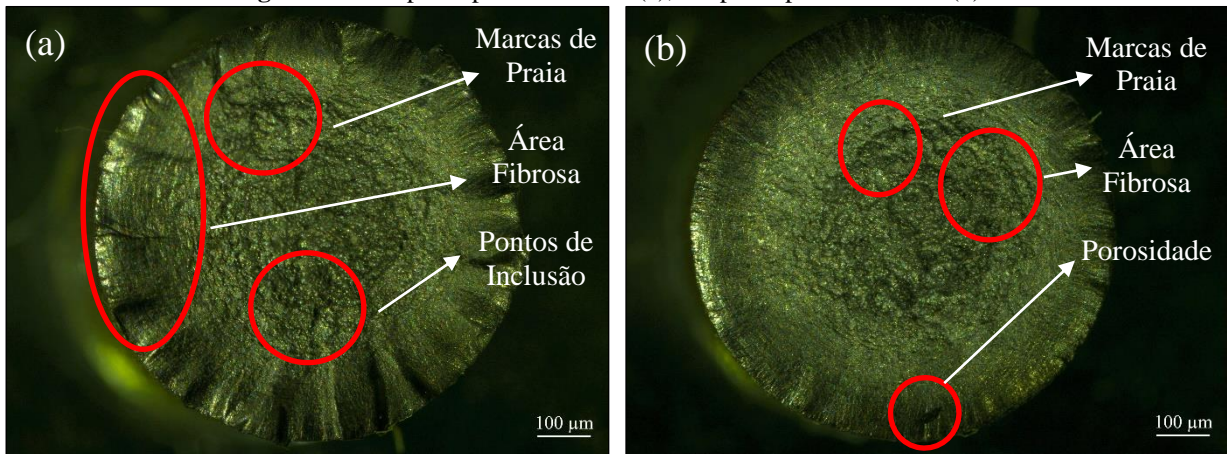 (a)
Marcas de
Praia
Área
Fibrosa
Pontos de
Inclusão
100 µm
(b)
Marcas de
Praia
Área
Fibrosa
Porosidade
100 µm